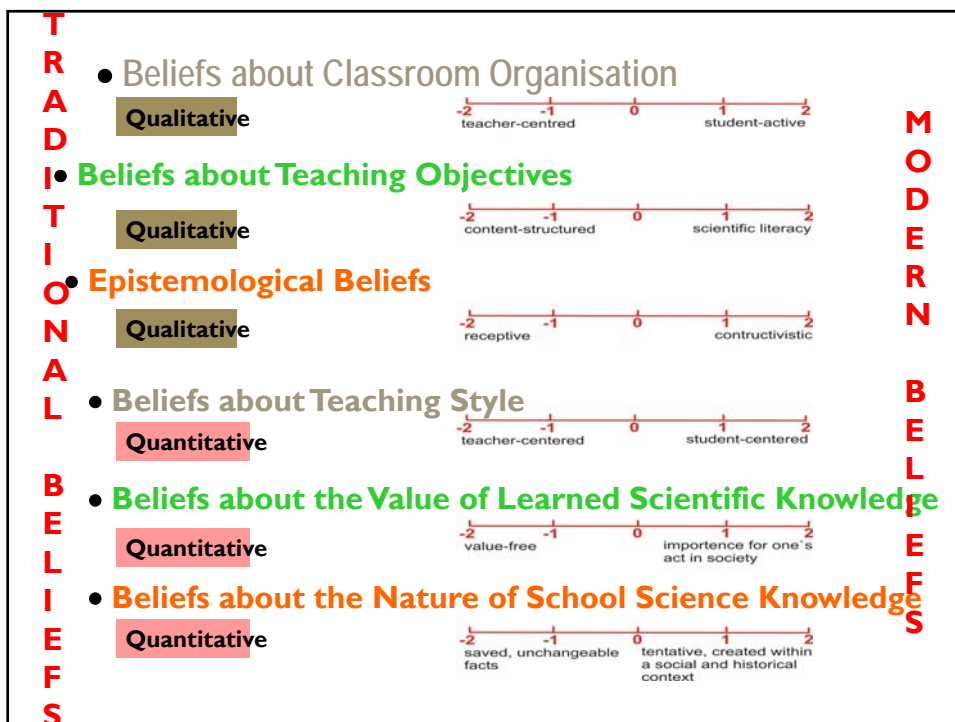 TRADITIONAL BELIEFS
• Beliefs about Classroom Organisation
Qualitative
-2 -1 0 1 2
teacher-centred student-active
• Beliefs about Teaching Objectives
Qualitative
-2 -1 0 1 2
content-structured scientific literacy
• Epistemological Beliefs
Qualitative
-2 -1 0 1 2
receptive contructivistic
• Beliefs about Teaching Style
Quantitative
-2 -1 0 1 2
teacher-centered student-centered
• Beliefs about the Value of Learned Scientific Knowledge
Quantitative
-2 -1 0 1 2
value-free importence for one`s
act in society
• Beliefs about the Nature of School Science Knowledge
Quantitative
-2 -1 0 1 2
saved, unchangeable tentative, created within
facts a social and historical
context
MODERN BELIEFS